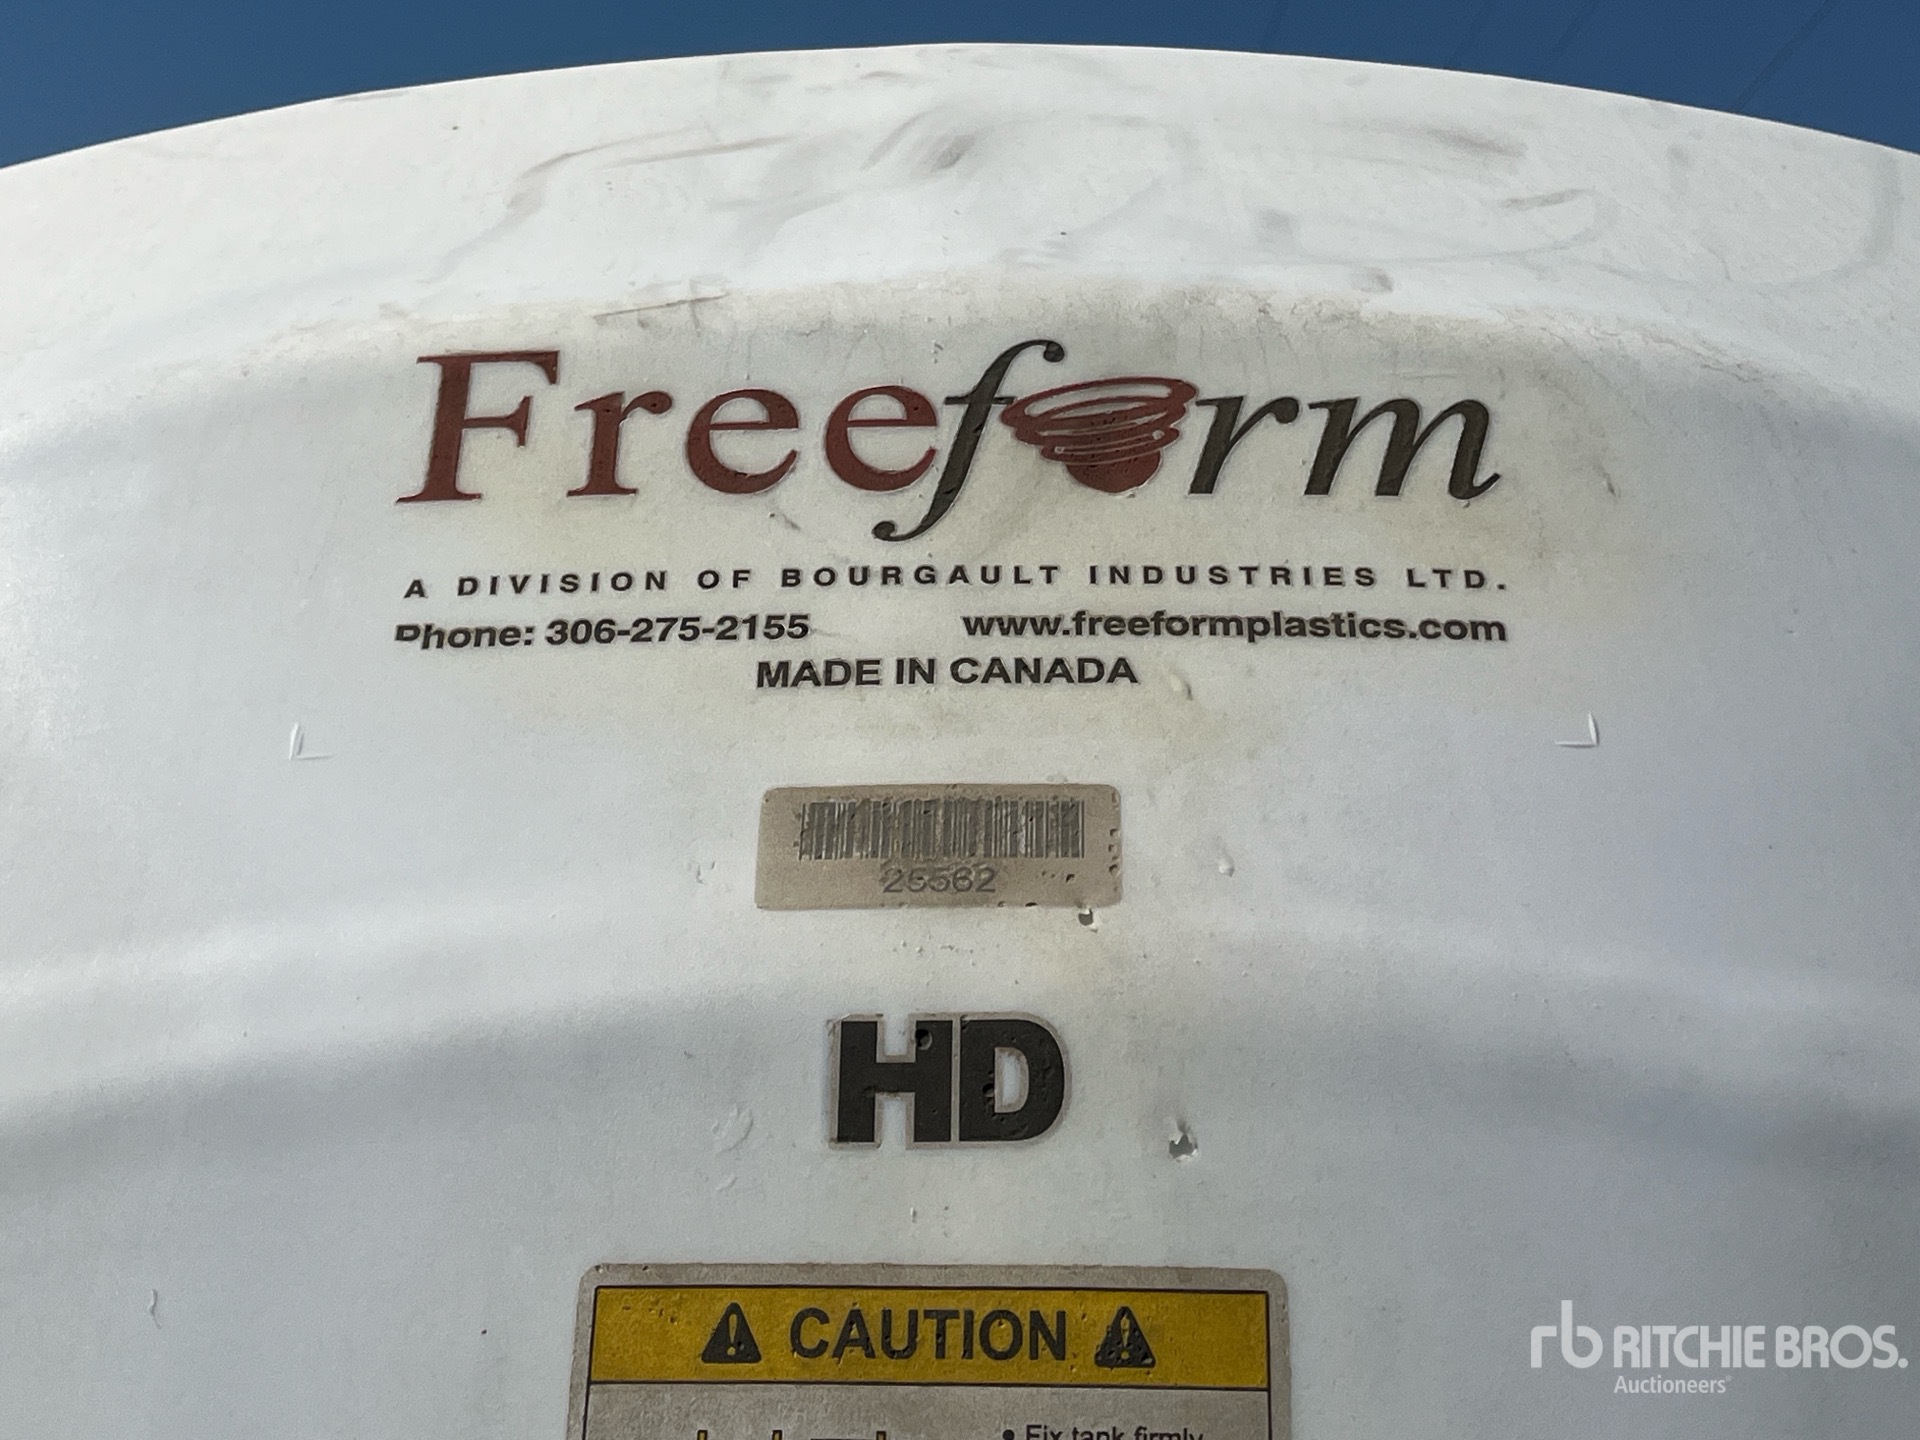 Freeform
A DIVISION OF BOURGAULT INDUSTRIES LTD.
Phone: 306-275-2155 www.freeformplastics.com
MADE IN CANADA
HD
CAUTION
• Fix tank firmly
rb RITCHIE BROS.
Auctioneers